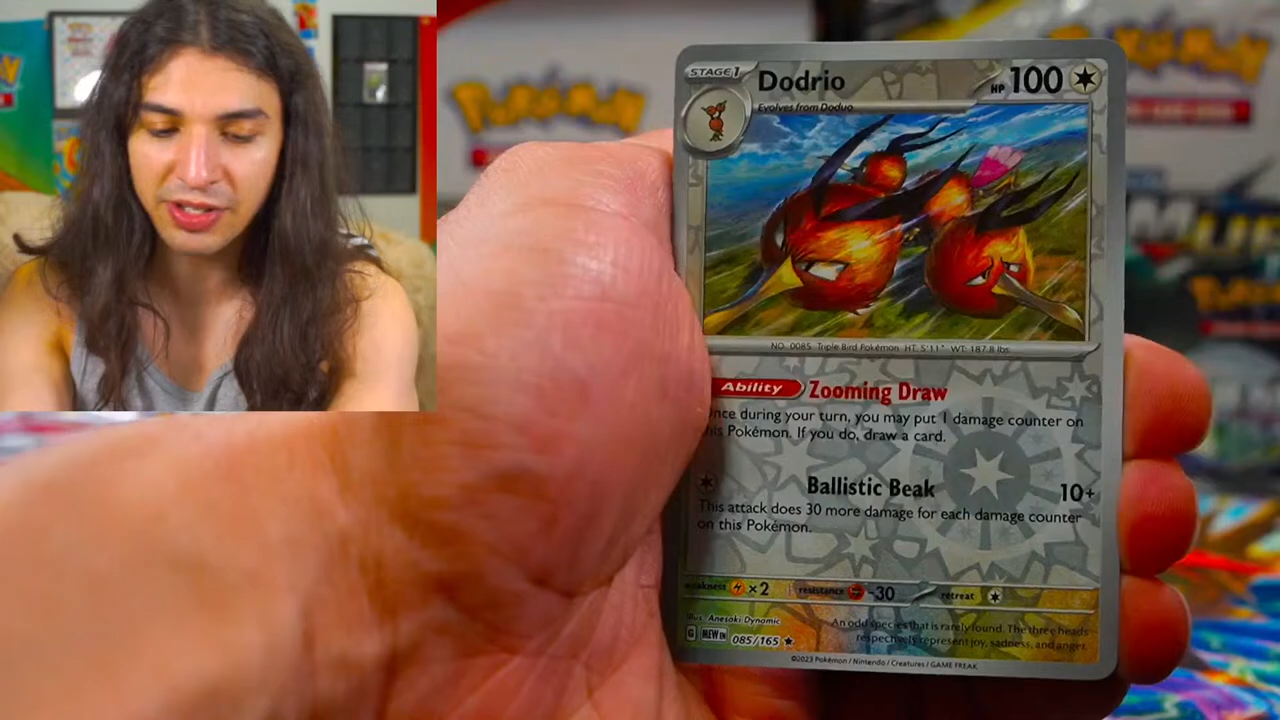 STAGE 1
Dodrio
HP 100
Evolves from Doduo
NO. 0085 Triple Bird Pokémon HT: 5'11" WT: 187.8 lbs.
Ability Zooming Draw
Once during your turn, you may put 1 damage counter on
this Pokémon. If you do, draw a card.
Ballistic Beak 10+
This attack does 30 more damage for each damage counter
on this Pokémon.
weakness ×2 resistance -30 retreat
Illus. Anesaki Dynamic
G MEW EN 085/165 ★
An odd species that is rarely found. The three heads
respectively represent joy, sadness, and anger.
©2023 Pokémon / Nintendo / Creatures / GAME FREAK
Pokémon
Pokémon